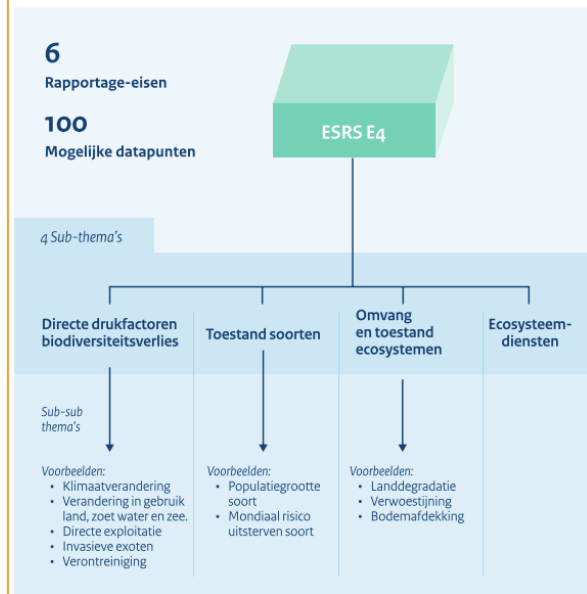 6
Rapportage-eisen
100
Mogelijke datapunten
ESRS E4
4 Sub-thema's
Directe drukfactoren
biodiversiteitsverlies
Toestand soorten
Omvang
en toestand
ecosystemen
Ecosysteem-
diensten
Sub-sub
thema's
Voorbeelden:
• Klimaatverandering
• Verandering in gebruik
land, zoet water en zee.
• Directe exploitatie
• Invasieve exoten
• Verontreiniging
Voorbeelden:
• Populatiegrootte
soort
• Mondiaal risico
uitsterven soort
Voorbeelden:
• Landdegradatie
• Verwoestijning
• Bodemafdekking